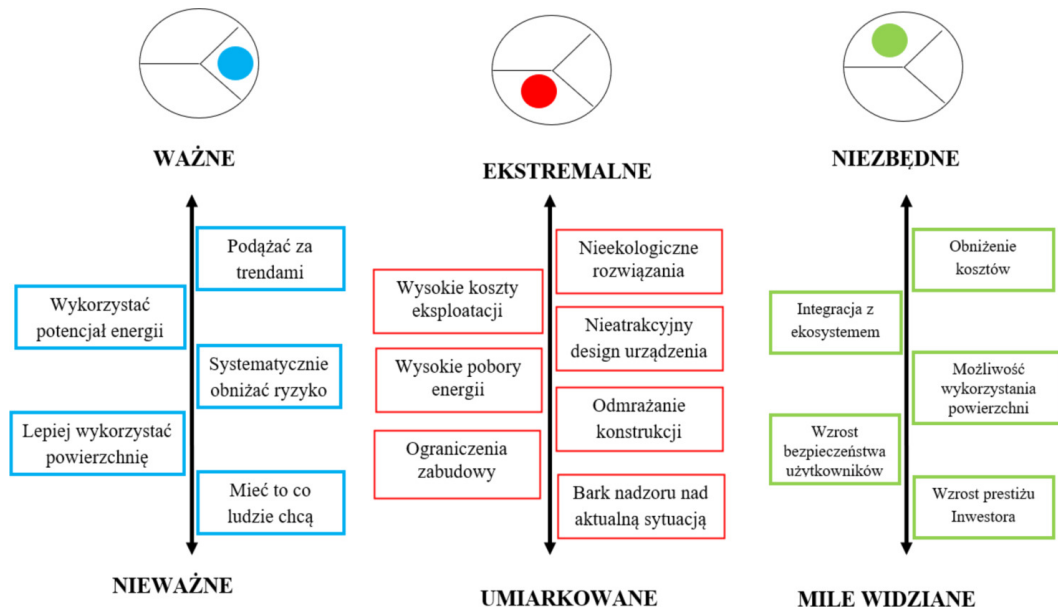 WAŻNE
Podążać za
trendami
Wykorzystać
potencjał energii
Systematycznie
obniżać ryzyko
Lepiej wykorzystać
powierzchnię
Mieć to co
ludzie chcą
NIEWAŻNE
EKSTREMALNE
Nieekologiczne
rozwiązania
Wysokie koszty
eksploatacji
Nieatrakcyjny
design urządzenia
Wysokie pobory
energii
Odmrażanie
konstrukcji
Ograniczenia
zabudowy
Bark nadzoru nad
aktualną sytuacją
UMIARKOWANE
NIEZBĘDNE
Obniżenie
kosztów
Integracja z
ekosystemem
Możliwość
wykorzystania
powierzchni
Wzrost
bezpieczeństwa
użytkowników
Wzrost prestiżu
Inwestora
MILE WIDZIANE